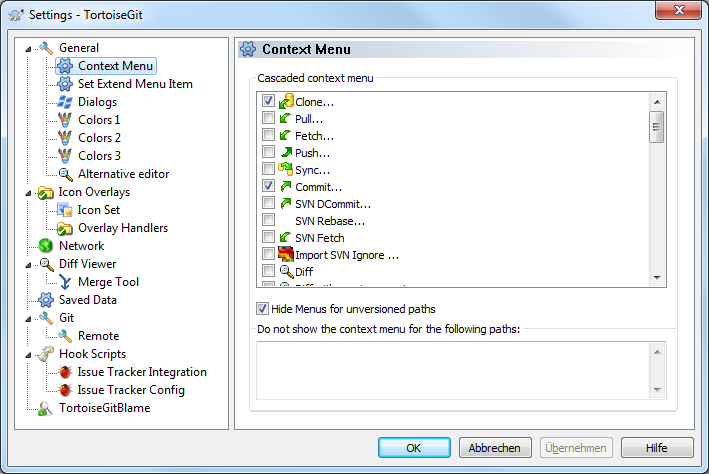 Settings - TortoiseGit
General
Context Menu
Set Extend Menu Item
Dialogs
Colors 1
Colors 2
Colors 3
Alternative editor
Icon Overlays
Icon Set
Overlay Handlers
Network
Diff Viewer
Merge Tool
Saved Data
Git
Remote
Hook Scripts
Issue Tracker Integration
Issue Tracker Config
TortoiseGitBlame
Context Menu
Cascaded context menu
Clone...
Pull...
Fetch...
Push...
Sync...
Commit...
SVN DCommit...
SVN Rebase...
SVN Fetch
Import SVN Ignore ...
Diff
Hide Menus for unversioned paths
Do not show the context menu for the following paths:
OK Abbrechen Übernehmen Hilfe